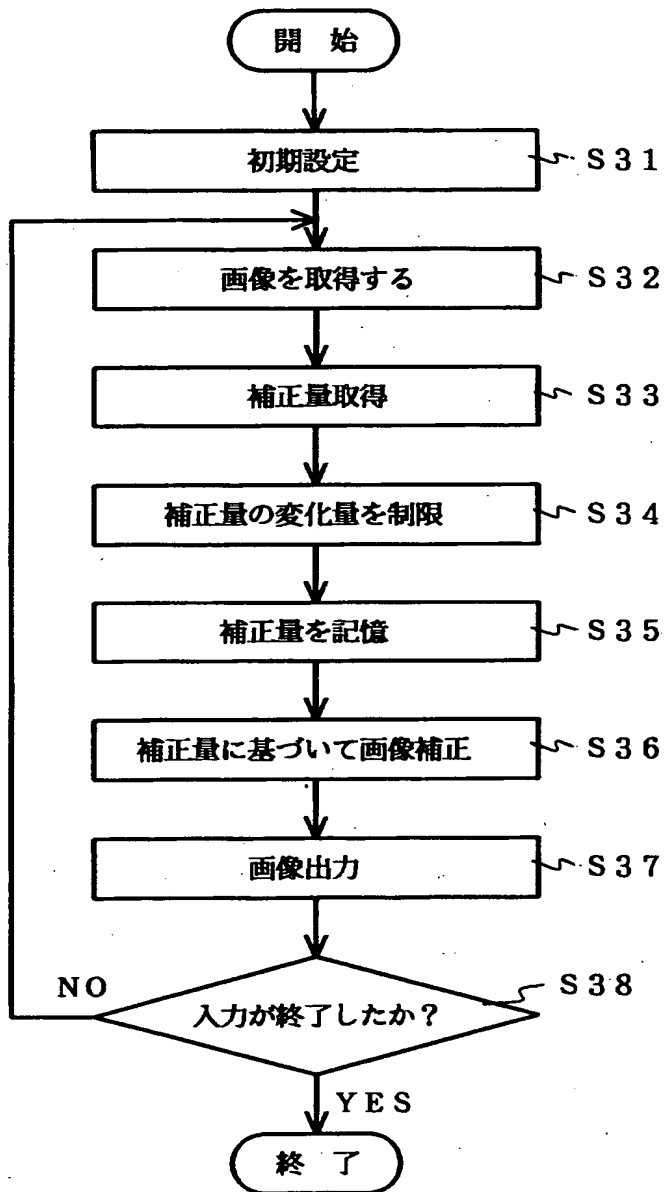 開 始
初期設定 S31
画像を取得する S32
補正量取得 S33
補正量の変化量を制限 S34
補正量を記憶 S35
補正量に基づいて画像補正 S36
画像出力 S37
NO
入力が終了したか？ S38
YES
終 了